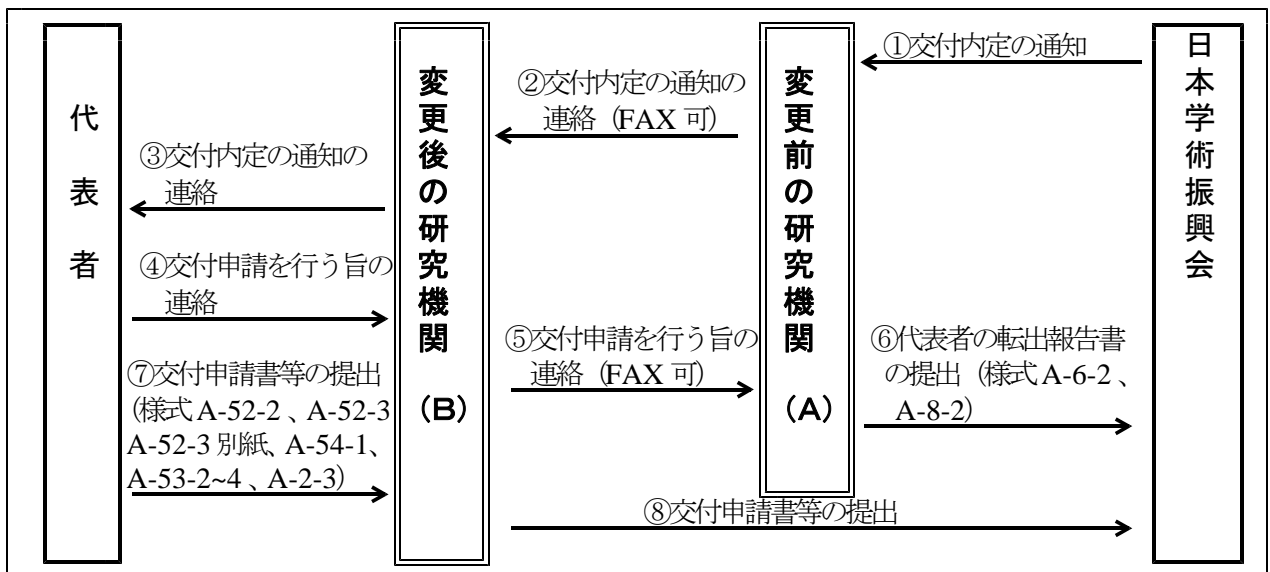 代表者
変更後の研究機関
(B)
変更前の研究機関
(A)
日本学術振興会
①交付内定の通知
②交付内定の通知の
連絡（FAX 可）
③交付内定の通知の
連絡
④交付申請を行う旨の
連絡
⑤交付申請を行う旨の
連絡（FAX 可）
⑥代表者の転出報告書
の提出（様式 A-6-2 、
A-8-2）
⑦交付申請書等の提出
（様式 A-52-2 、A-52-3
A-52-3 別紙、A-54-1、
A-53-2~4 、A-2-3）
⑧交付申請書等の提出